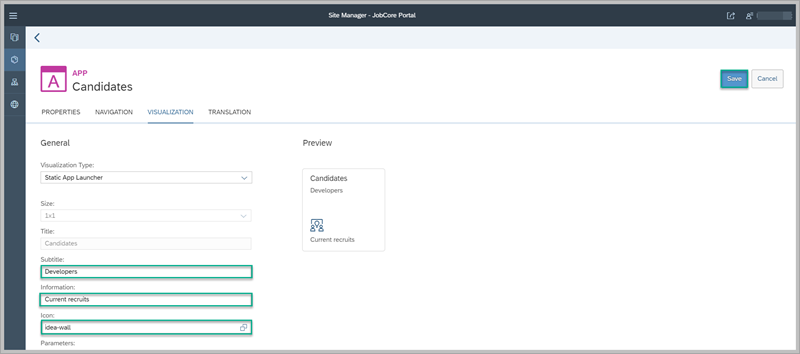 Site Manager - JobCore Portal
A
APP
Candidates
Save
Cancel
PROPERTIES
NAVIGATION
VISUALIZATION
TRANSLATION
General
Visualization Type:
Static App Launcher
Size:
1x1
Title:
Candidates
Subtitle:
Developers
Information:
Current recruits
Icon:
idea-wall
Parameters:
Preview
Candidates
Developers
Current recruits